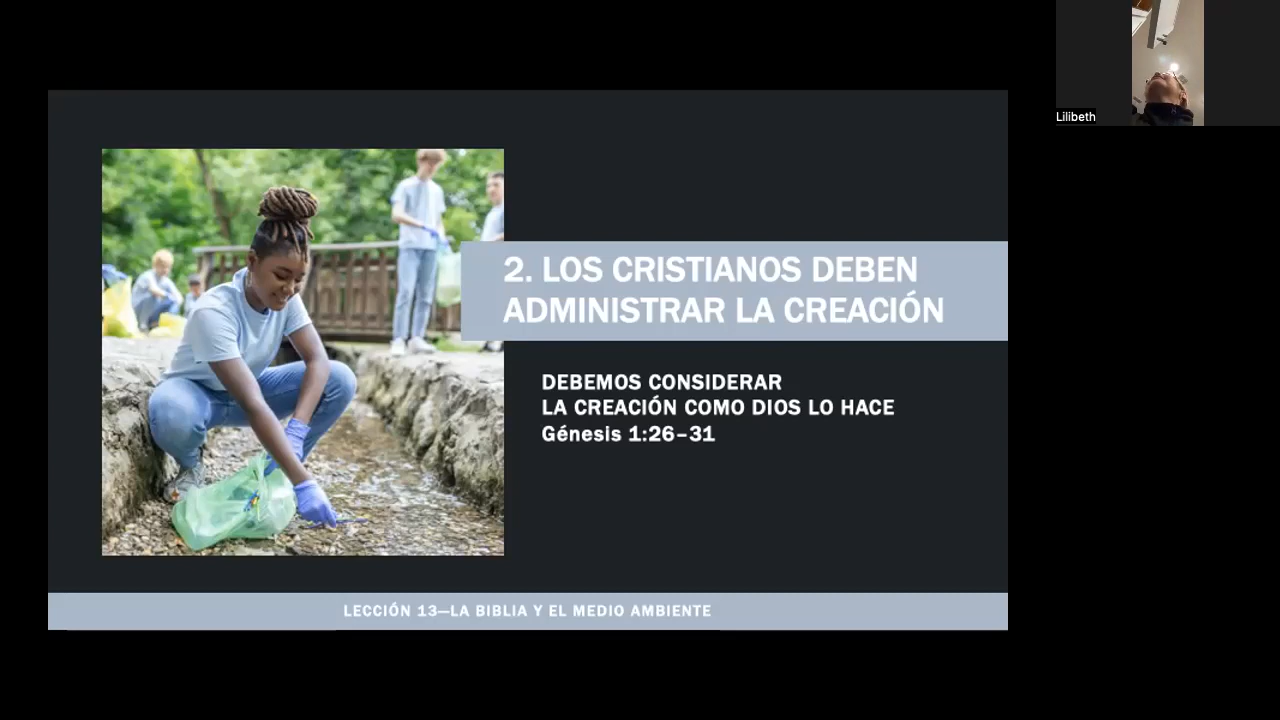 Lilibeth
2. LOS CRISTIANOS DEBEN
ADMINISTRAR LA CREACIÓN
DEBEMOS CONSIDERAR
LA CREACIÓN COMO DIOS LO HACE
Génesis 1:26–31
LECCIÓN 13—LA BIBLIA Y EL MEDIO AMBIENTE